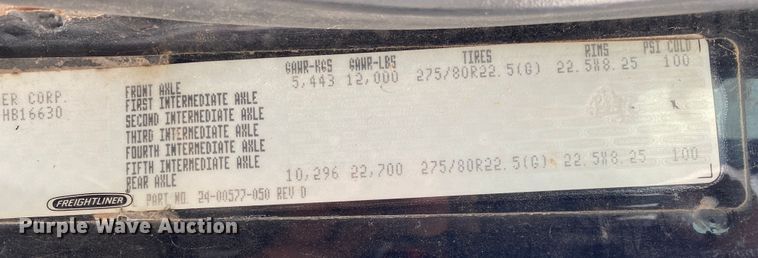 GAWR-KGS GAWR-LBS TIRES RIMS PSI COLD
FRONT AXLE 5,443 12,000 275/80R22.5(G) 22.5X8.25 100
ER CORP. FIRST INTERMEDIATE AXLE
HB16630 SECOND INTERMEDIATE AXLE
THIRD INTERMEDIATE AXLE
FOURTH INTERMEDIATE AXLE
FIFTH INTERMEDIATE AXLE
REAR AXLE 10,296 22,700 275/80R22.5(G) 22.5X8.25 100
FREIGHTLINER PART NO. 24-00577-050 REV D
Purple Wave Auction